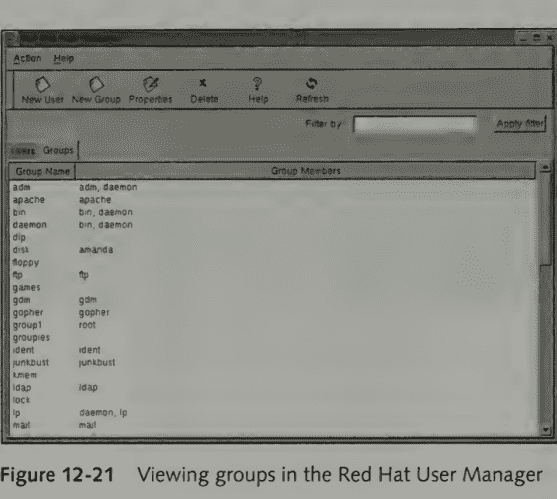 Action Help
New User New Group Properties Delete Help Refresh
Filter by: Apply filter
Users Groups
Group Name Group Members
adm adm, daemon
apache apache
bin bin, daemon
daemon bin, daemon
dip
disk amanda
floppy
ftp ftp
games
gdm gdm
gopher gopher
group1 root
groupies
ident ident
junkbust junkbust
kmem
ldap ldap
lock
lp daemon, lp
mail mail
Figure 12-21 Viewing groups in the Red Hat User Manager